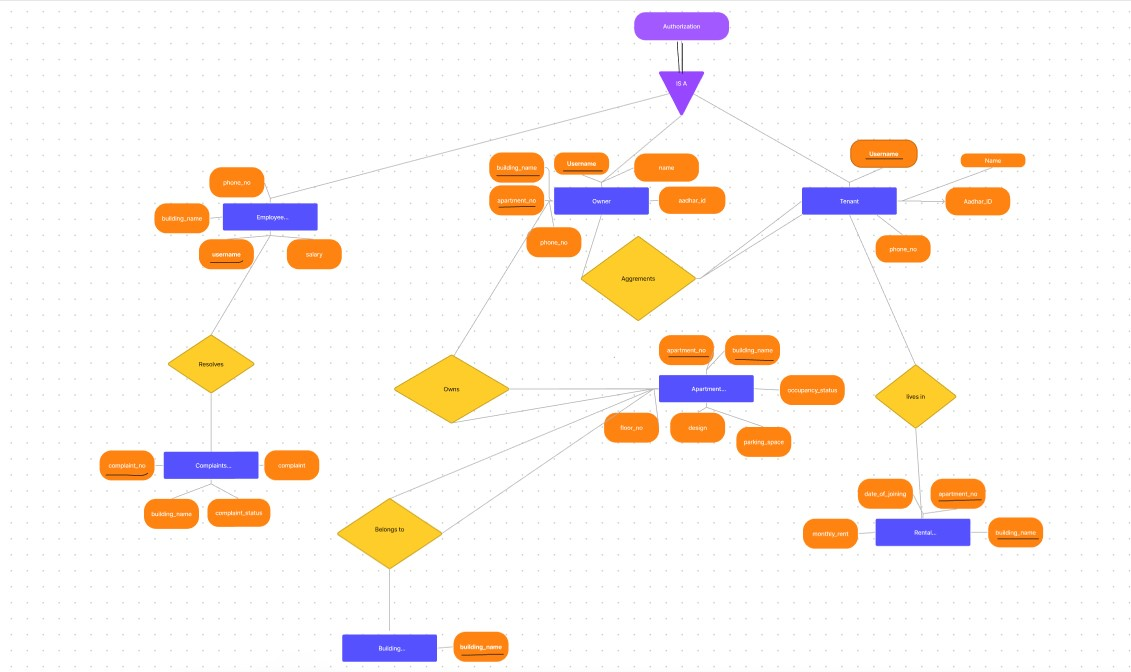 Authorization
IS A
Username
building_name
Username
name
Name
phone_no
apartment_no
Owner
aadhar_id
Tenant
Aadhar_ID
building_name
Employee...
phone_no
phone_no
username
salary
Aggrements
apartment_no
building_name
Resolves
Owns
Apartment...
occupancy_status
lives in
floor_no
design
parking_space
complaint_no
Complaints...
complaint
building_name
complaint_status
date_of_joining
apartment_no
Belongs to
monthly_rent
Rental...
building_name
Building...
building_name